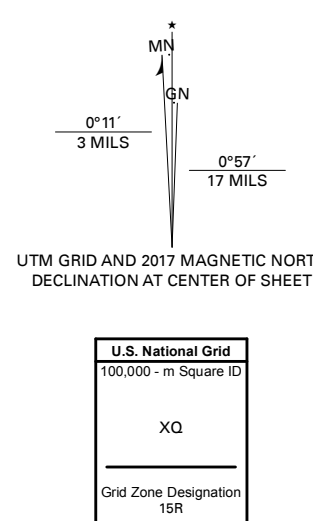 MN
GN
0°11´
3 MILS
0°57´
17 MILS
UTM GRID AND 2017 MAGNETIC NORT
DECLINATION AT CENTER OF SHEET
U.S. National Grid
100,000 - m Square ID
XQ
Grid Zone Designation
15R